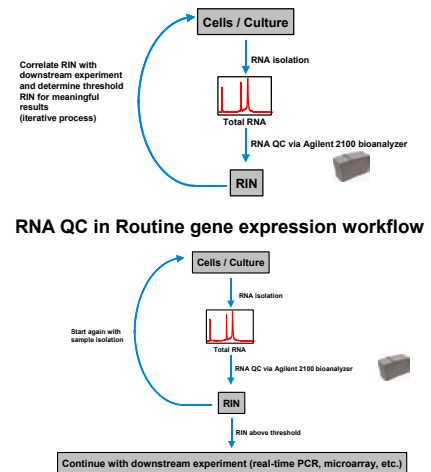 Cells / Culture
Correlate RIN with
downstream experiment
and determine threshold
RIN for meaningful
results
(iterative process)
RNA isolation
Total RNA
RNA QC via Agilent 2100 bioanalyzer
RIN
RNA QC in Routine gene expression workflow
Cells / Culture
RNA isolation
Start again with
sample isolation
Total RNA
RNA QC via Agilent 2100 bioanalyzer
RIN
RIN above threshold
Continue with downstream experiment (real-time PCR, microarray, etc.)